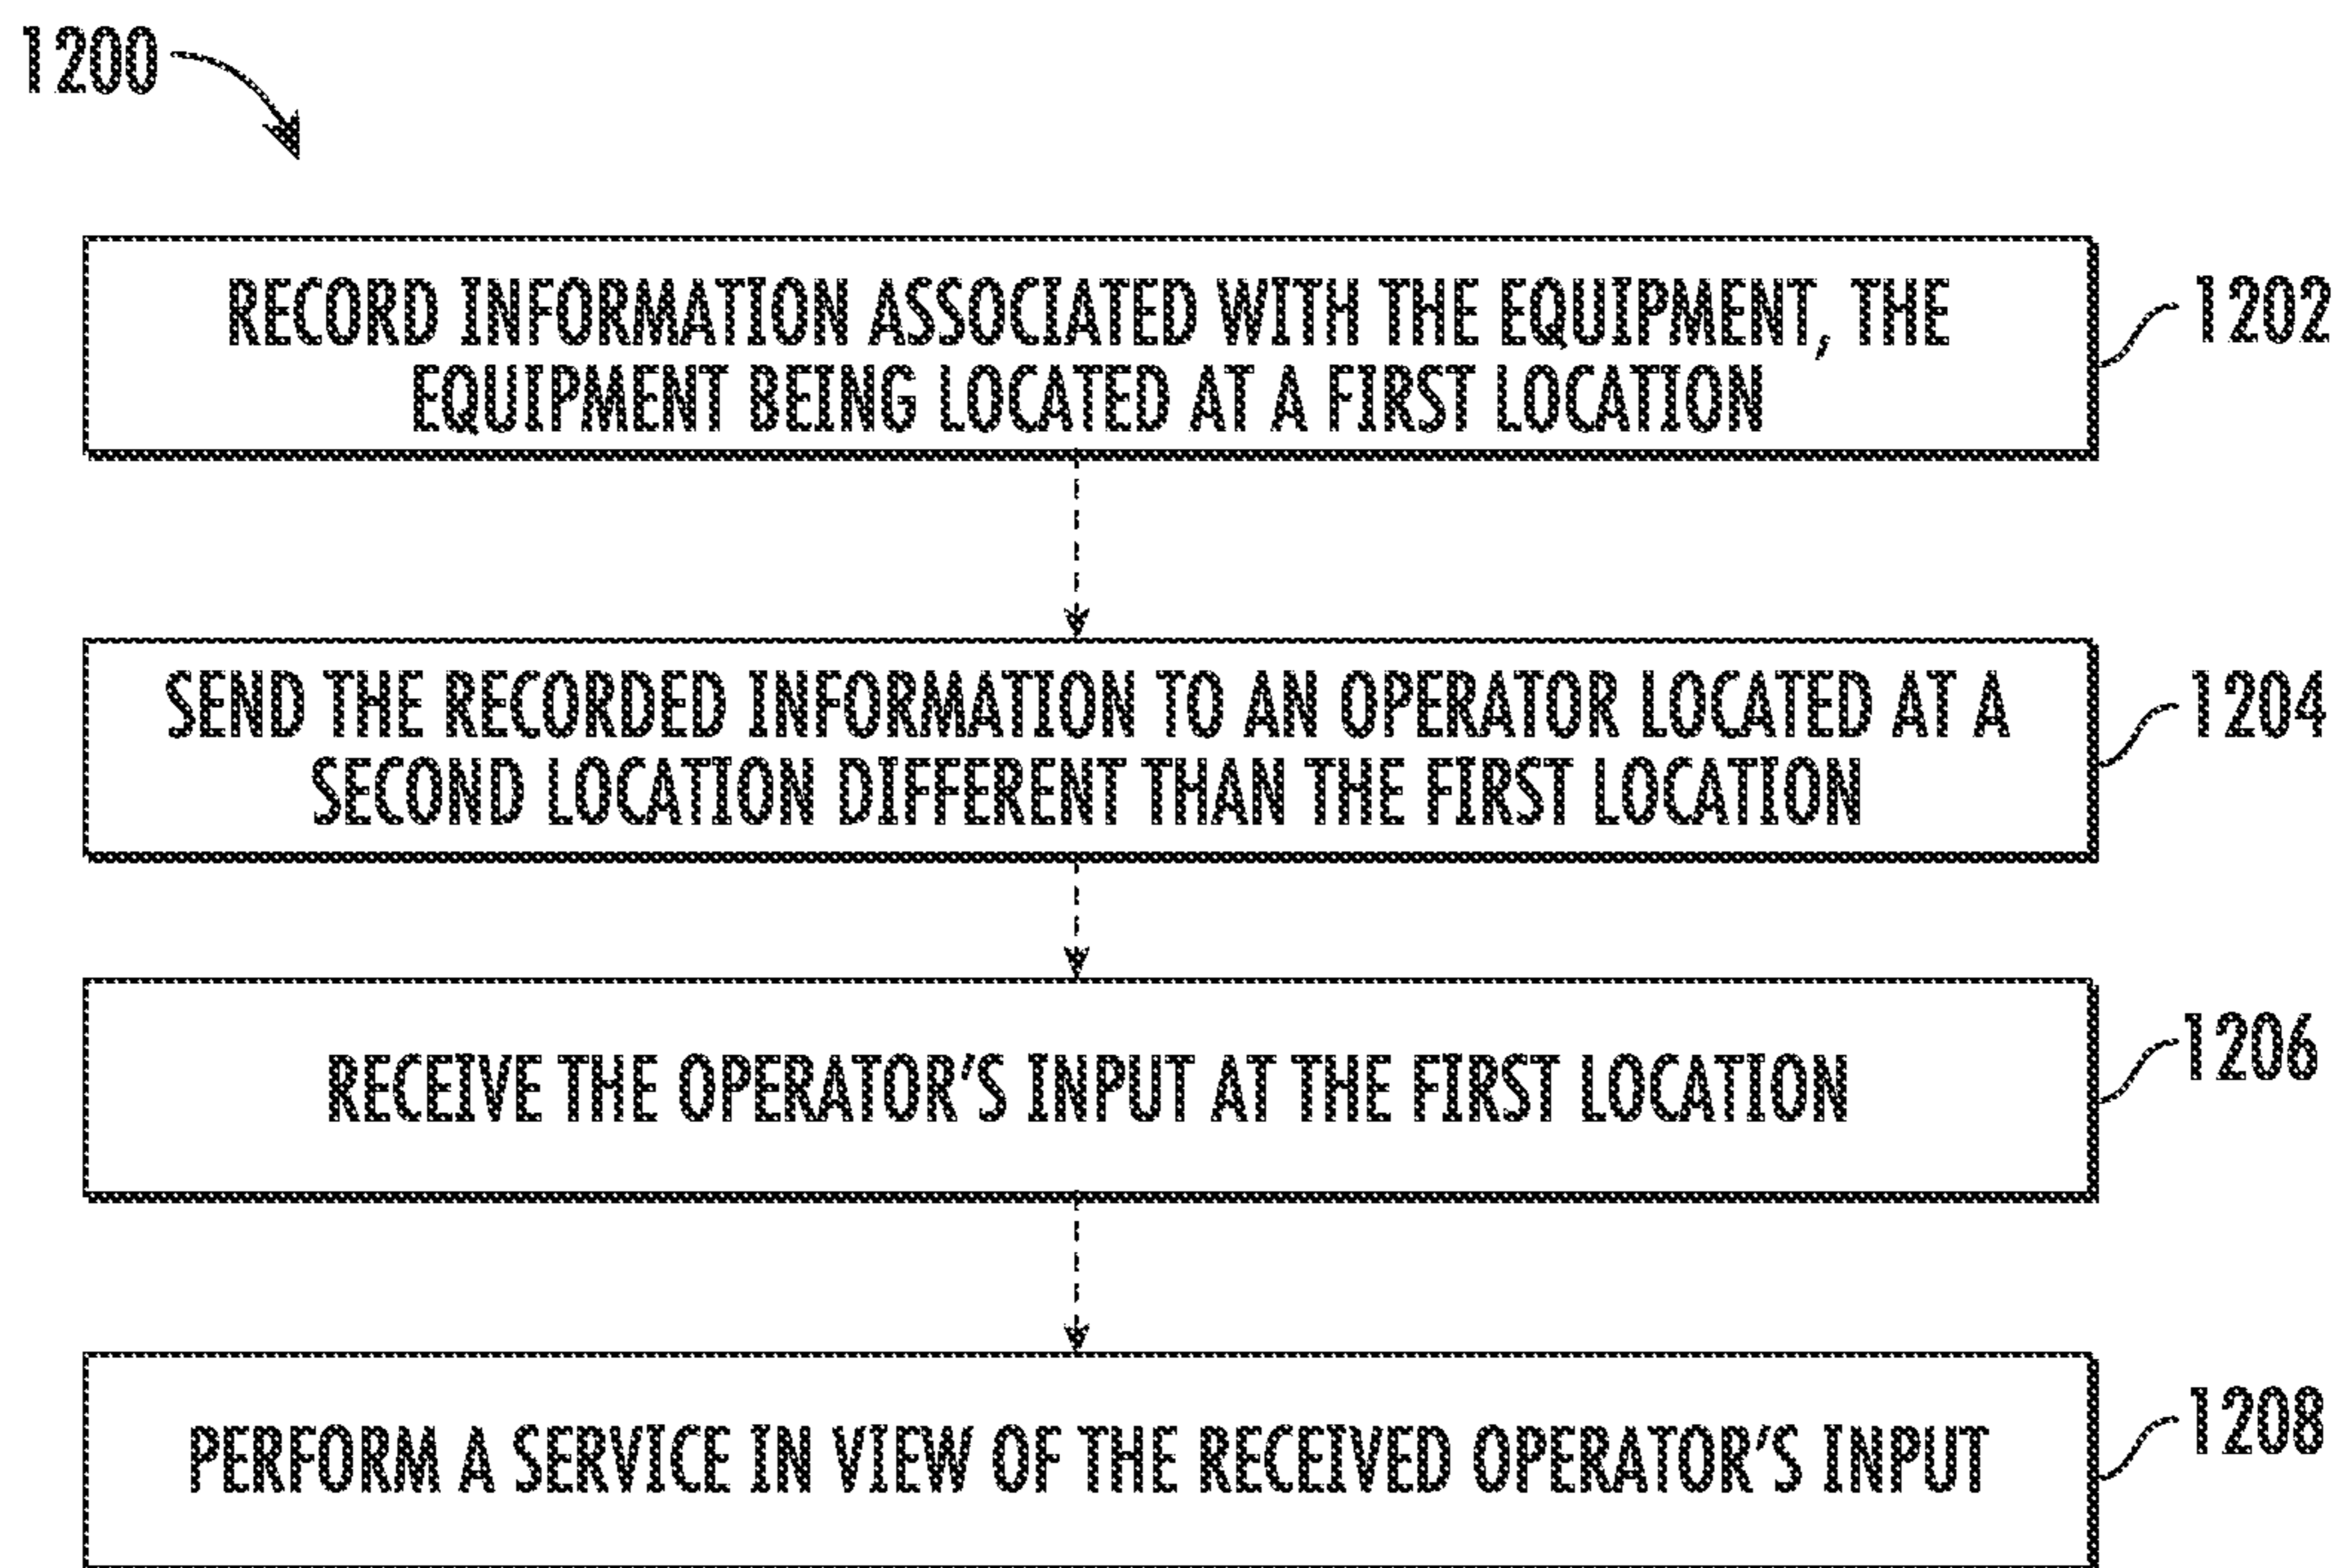 1200
RECORD INFORMATION ASSOCIATED WITH THE EQUIPMENT, THE
EQUIPMENT BEING LOCATED AT A FIRST LOCATION
1202
SEND THE RECORDED INFORMATION TO AN OPERATOR LOCATED AT A
SECOND LOCATION DIFFERENT THAN THE FIRST LOCATION
1204
RECEIVE THE OPERATOR'S INPUT AT THE FIRST LOCATION
1206
PERFORM A SERVICE IN VIEW OF THE RECEIVED OPERATOR'S INPUT
1208